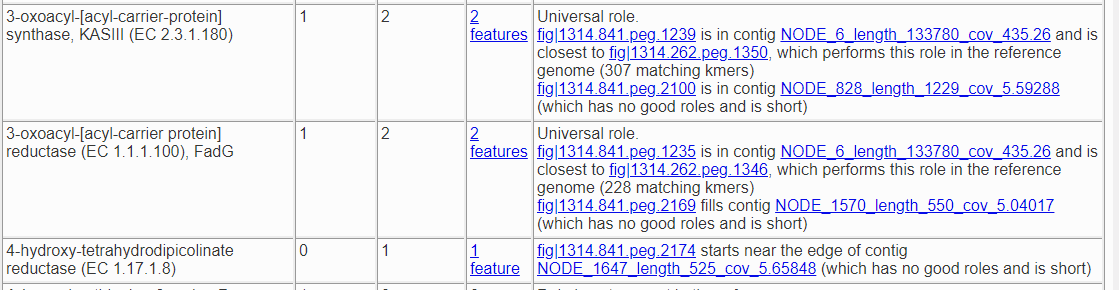 3-oxoacyl-[acyl-carrier-protein] synthase, KASIII (EC 2.3.1.180)
1
2
2 features
Universal role.
fig|1314.841.peg.1239 is in contig NODE_6_length_133780_cov_435.26 and is
closest to fig|1314.262.peg.1350, which performs this role in the reference
genome (307 matching kmers)
fig|1314.841.peg.2100 is in contig NODE_828_length_1229_cov_5.59288
(which has no good roles and is short)
3-oxoacyl-[acyl-carrier protein]
reductase (EC 1.1.1.100), FadG
1
2
2
features
Universal role.
fig|1314.841.peg.1235 is in contig NODE_6_length_133780_cov_435.26 and is
closest to fig|1314.262.peg.1346, which performs this role in the reference
genome (228 matching kmers)
fig|1314.841.peg.2169 fills contig NODE_1570_length_550_cov_5.04017
(which has no good roles and is short)
4-hydroxy-tetrahydrodipicolinate
reductase (EC 1.17.1.8)
0
1
1
feature
fig|1314.841.peg.2174 starts near the edge of contig
NODE_1647_length_525_cov_5.65848 (which has no good roles and is short)